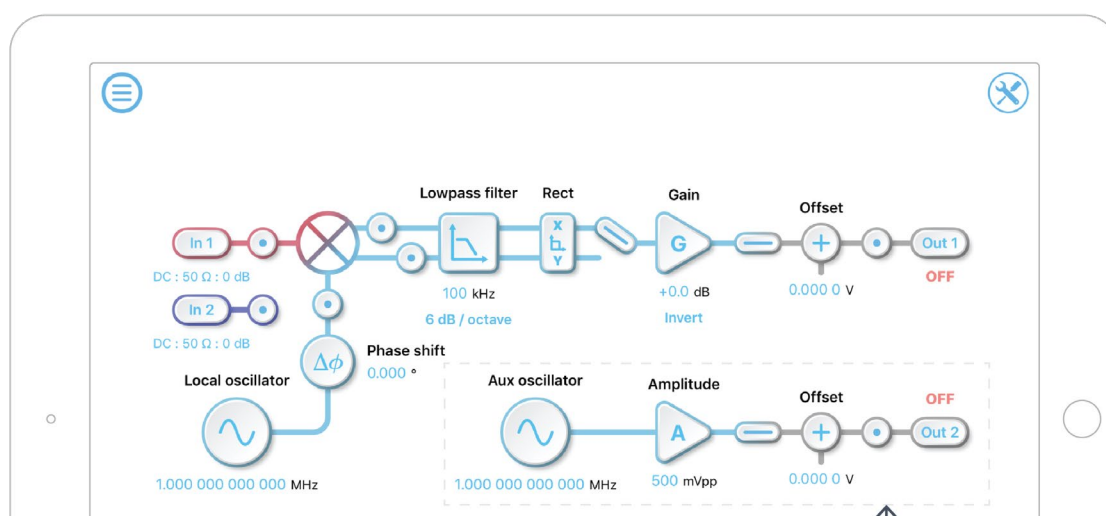 Lowpass filter
Rect
Gain
Offset
In 1
X
Y
G
Out 1
DC : 50 Ω : 0 dB
100 kHz
+0.0 dB
0.000 0 V
OFF
In 2
6 dB / octave
Invert
DC : 50 Ω : 0 dB
Δϕ
Phase shift
0.000 °
Local oscillator
Aux oscillator
Amplitude
Offset
OFF
A
Out 2
1.000 000 000 000 MHz
1.000 000 000 000 MHz
500 mVpp
0.000 0 V